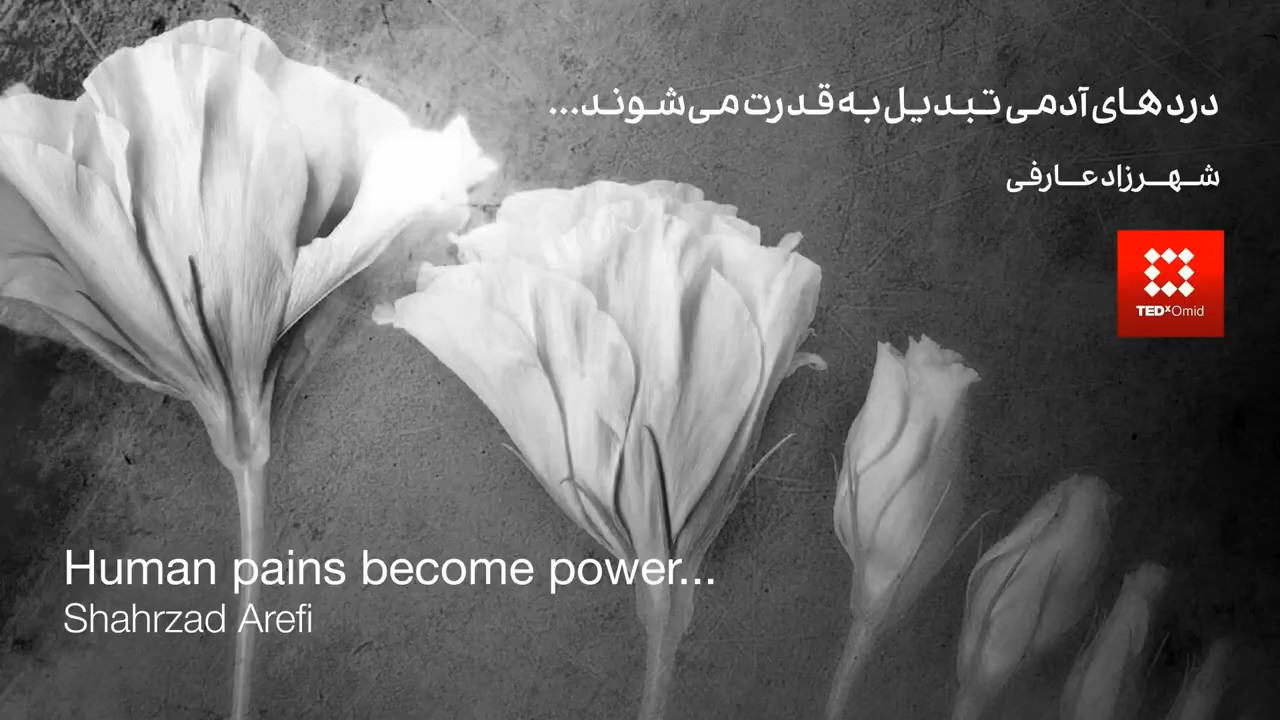 دردهای آدمی تبدیل به قدرت می‌شوند...
شهرزاد عارفی
TEDxOmid
Human pains become power...
Shahrzad Arefi